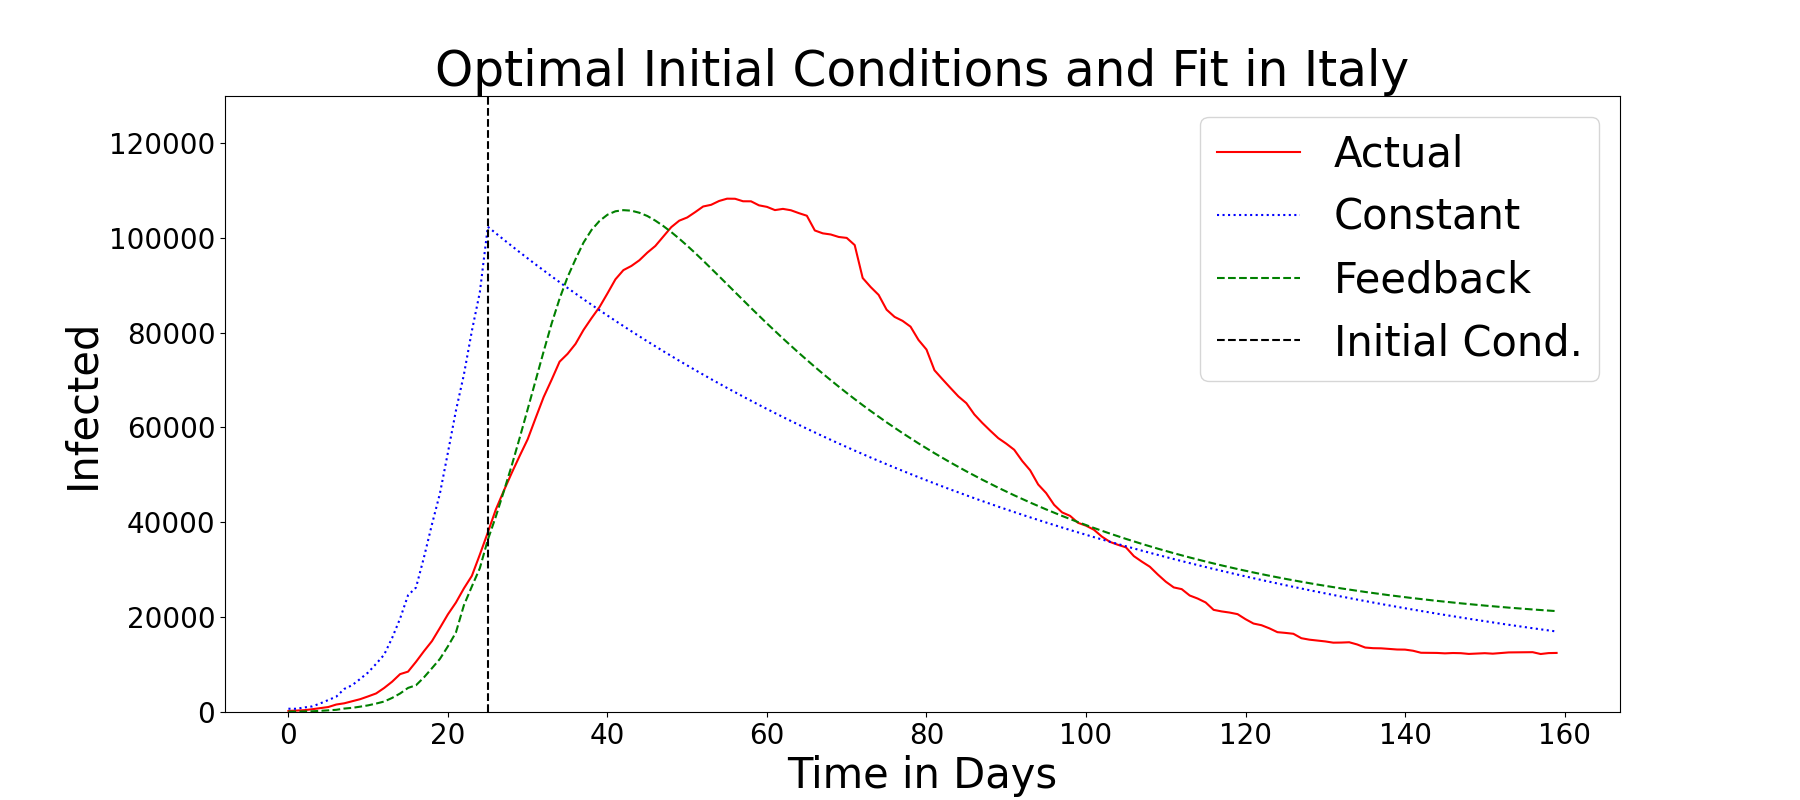 Optimal Initial Conditions and Fit in Italy
120000
100000
80000
60000
40000
20000
0
Infected
Actual
Constant
Feedback
Initial Cond.
0 20 40 60 80 100 120 140 160
Time in Days